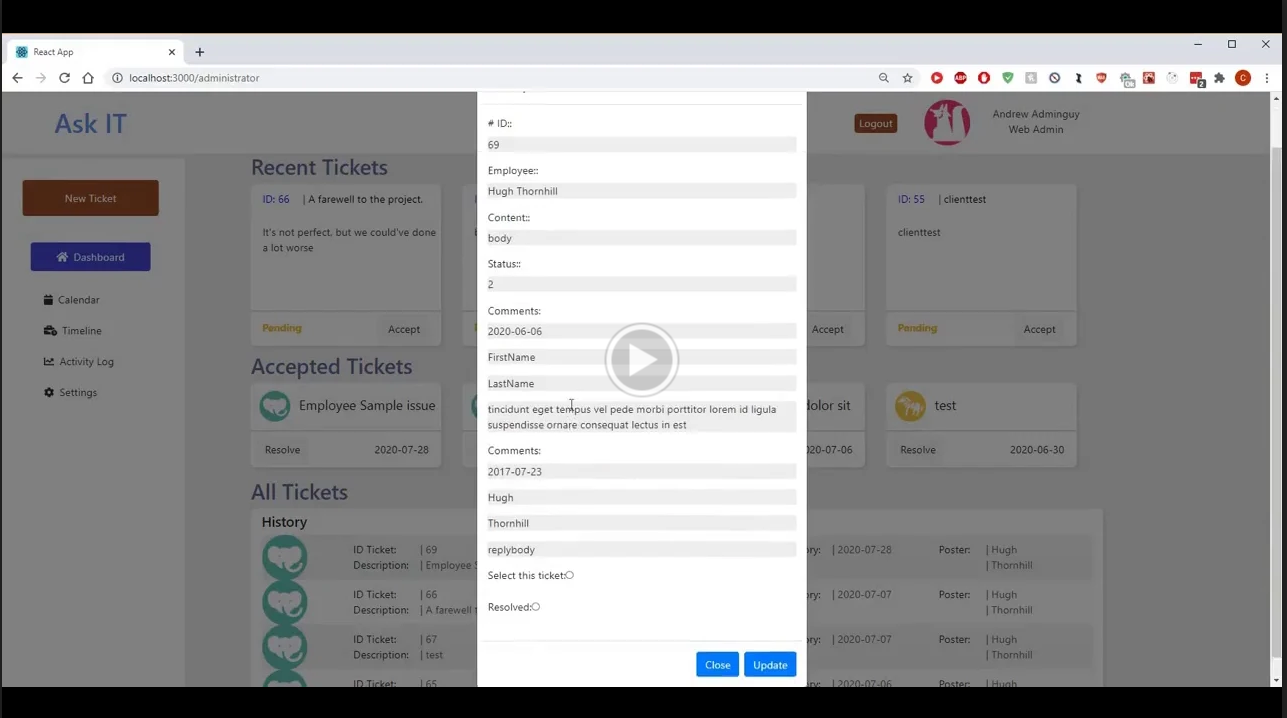 React App
localhost:3000/administrator
Ask IT
Logout
Andrew Adminguy
Web Admin
New Ticket
Dashboard
Calendar
Timeline
Activity Log
Settings
Recent Tickets
ID: 66 | A farewell to the project.
It's not perfect, but we could've done
a lot worse
Pending Accept
Accept
ID: 55 | clienttest
clienttest
Pending Accept
Accepted Tickets
Employee Sample issue
Resolve 2020-07-28
dolor sit
2020-07-06
test
Resolve 2020-06-30
All Tickets
History
ID Ticket: | 69
Description: | Employee S
2020-07-28 Poster: | Hugh
| Thornhill
ID Ticket: | 66
Description: | A farewell
2020-07-07 Poster: | Hugh
| Thornhill
ID Ticket: | 67
Description: | test
2020-07-07 Poster: | Hugh
| Thornhill
ID Ticket: | 65
2020-07-06 Poster: | Hugh
# ID::
69
Employee::
Hugh Thornhill
Content::
body
Status::
2
Comments:
2020-06-06
FirstName
LastName
tincidunt eget tempus vel pede morbi porttitor lorem id ligula
suspendisse ornare consequat lectus in est
Comments:
2017-07-23
Hugh
Thornhill
replybody
Select this ticket:
Resolved:
Close Update